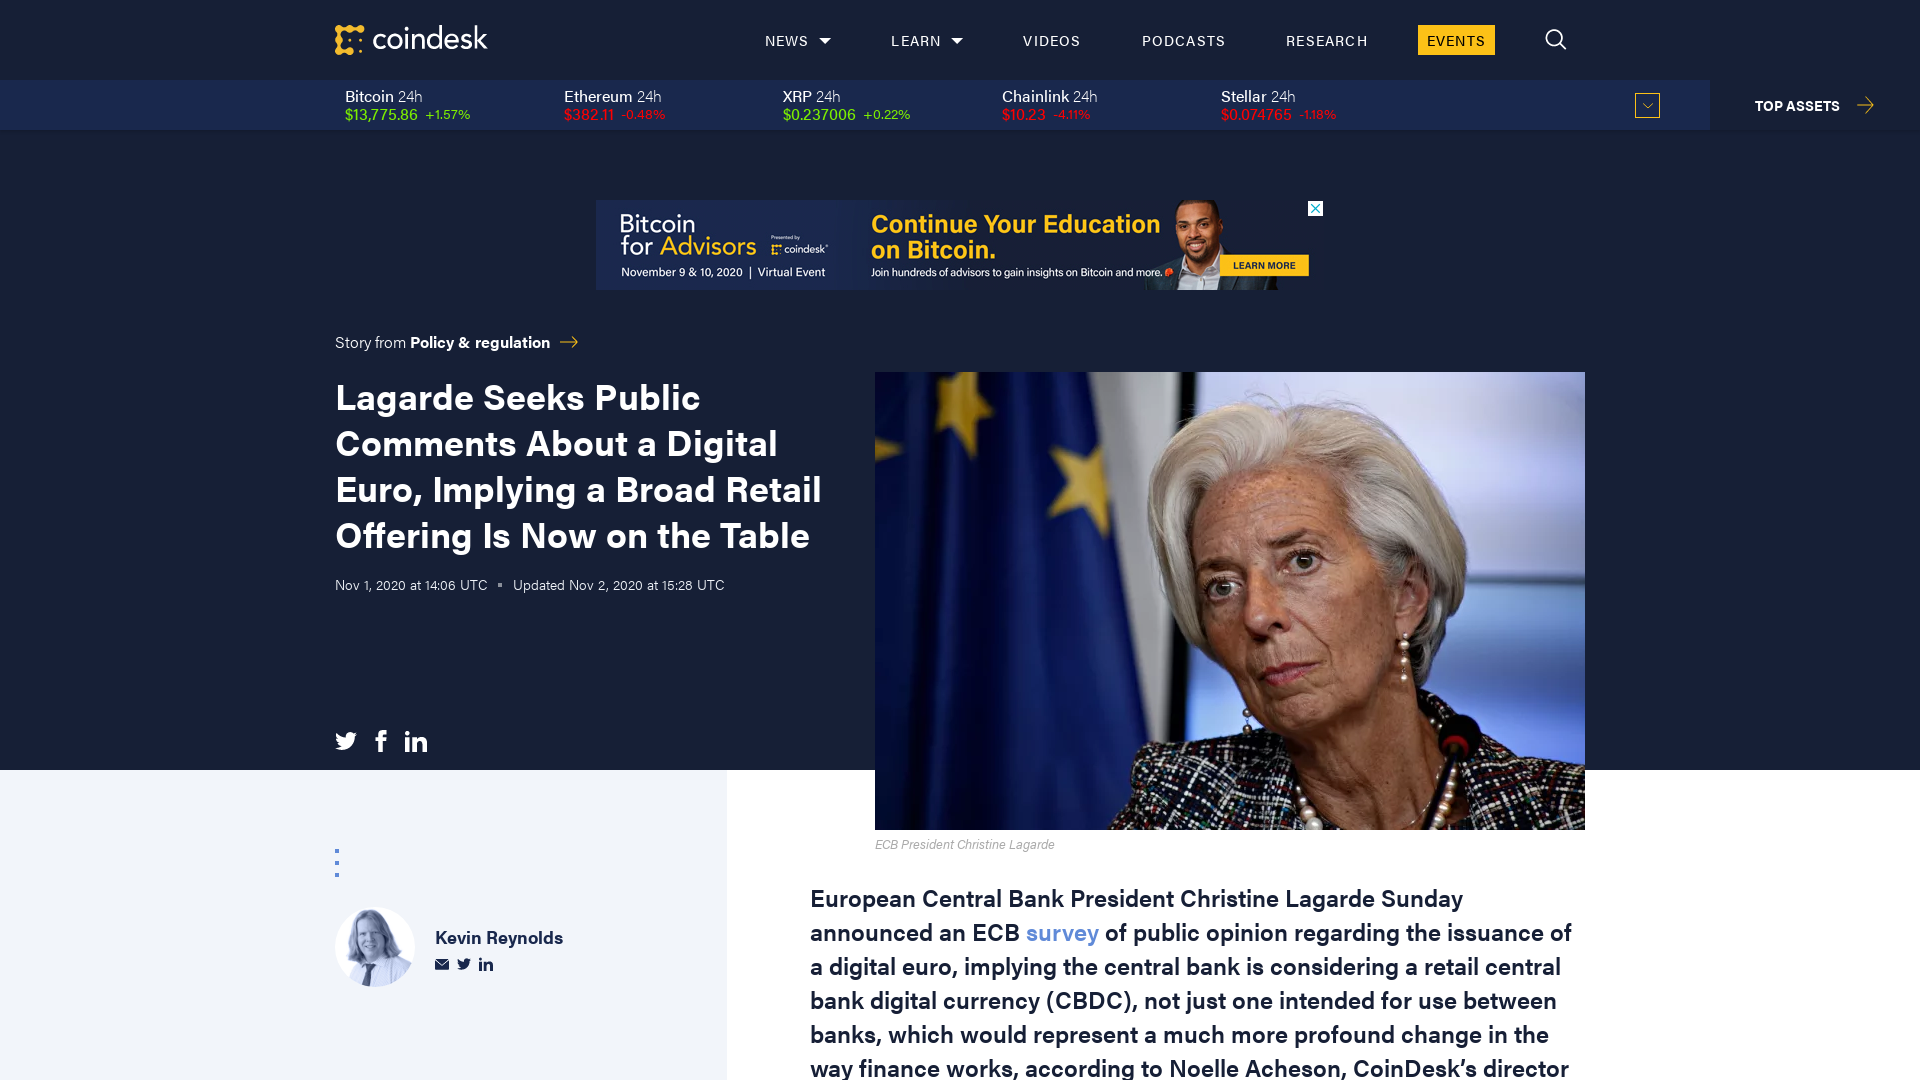 coindesk
NEWS
LEARN
VIDEOS
PODCASTS
RESEARCH
EVENTS
Bitcoin 24h
$13,775.86 +1.57%
Ethereum 24h
$382.11 -0.48%
XRP 24h
$0.237006 +0.22%
Chainlink 24h
$10.23 -4.11%
Stellar 24h
$0.074765 -1.18%
TOP ASSETS
Bitcoin
for Advisors
Presented by
coindesk
November 9 & 10, 2020 | Virtual Event
Continue Your Education
on Bitcoin.
Join hundreds of advisors to gain insights on Bitcoin and more.
LEARN MORE
Story from Policy & regulation
Lagarde Seeks Public
Comments About a Digital
Euro, Implying a Broad Retail
Offering Is Now on the Table
Nov 1, 2020 at 14:06 UTC
Updated Nov 2, 2020 at 15:28 UTC
ECB President Christine Lagarde
Kevin Reynolds
European Central Bank President Christine Lagarde Sunday
announced an ECB survey of public opinion regarding the issuance of
a digital euro, implying the central bank is considering a retail central
bank digital currency (CBDC), not just one intended for use between
banks, which would represent a much more profound change in the
way finance works, according to Noelle Acheson, CoinDesk’s director